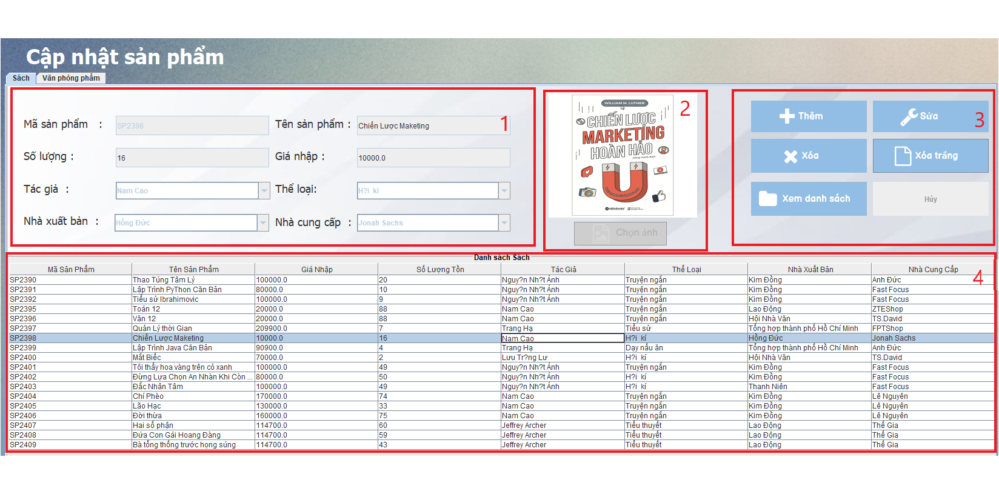 Cập nhật sản phẩm
Sách Văn phòng phẩm
Mã sản phẩm : SP2398 Tên sản phẩm : Chiến Lược Maketing 1
Số lượng : 16 Giá nhập : 10000.0
Tác giả : Nam Cao Thể loại: H?i kí
Nhà xuất bản : Hồng Đức Nhà cung cấp : Jonah Sachs
2
WILLIAM M. LUTHER
CHIẾN LƯỢC
MARKETING
HOÀN HẢO
Chọn ảnh
Thêm Sửa 3
Xóa Xóa trắng
Xem danh sách Hủy
Danh sách Sách
Mã Sản Phẩm Tên Sản Phẩm Giá Nhập Số Lượng Tồn Tác Giả Thể Loại Nhà Xuất Bản Nhà Cung Cấp
4
SP2390 Thao Túng Tâm Lý 100000.0 20 Nguy?n Nh?t Ánh Truyện ngắn Kim Đồng Anh Đức
SP2391 Lập Trình PyThon Căn Bản 80000.0 10 Nguy?n Nh?t Ánh Truyện ngắn Kim Đồng Fast Focus
SP2392 Tiểu sử Ibrahimovic 100000.0 9 Nguy?n Nh?t Ánh Truyện ngắn Kim Đồng Fast Focus
SP2395 Toán 12 20000.0 88 Nam Cao Truyện ngắn Lao Động ZTEShop
SP2396 Văn 12 20000.0 88 Nam Cao Truyện ngắn Hội Nhà Văn TS.David
SP2397 Quản Lý thời Gian 209900.0 7 Trang Hạ Tiểu sử Tổng hợp thành phố Hồ Chí Minh FPTShop
SP2398 Chiến Lược Maketing 10000.0 16 Nam Cao H?i kí Hồng Đức Jonah Sachs
SP2399 Lập Trình Java Căn Bản 90900.0 4 Trang Hạ Dạy nấu ăn Tổng hợp thành phố Hồ Chí Minh Anh Đức
SP2400 Mắt Biếc 70000.0 2 Lưu Tr?ng Lư H?i kí Hội Nhà Văn TS.David
SP2401 Tôi thấy hoa vàng trên cỏ xanh 100000.0 49 Nguy?n Nh?t Ánh Truyện ngắn Kim Đồng Fast Focus
SP2402 Đừng Lựa Chọn An Nhàn Khi Còn ... 80000.0 50 Nguy?n Nh?t Ánh H?i kí Kim Đồng Fast Focus
SP2403 Đắc Nhân Tâm 100000.0 49 Nguy?n Nh?t Ánh H?i kí Thanh Niên Fast Focus
SP2404 Chí Phèo 170000.0 74 Nam Cao Truyện ngắn Kim Đồng Lê Nguyên
SP2405 Lão Hạc 130000.0 33 Nam Cao Truyện ngắn Kim Đồng Lê Nguyên
SP2406 Đời thừa 160000.0 75 Nam Cao Truyện ngắn Kim Đồng Lê Nguyên
SP2407 Hai số phận 114700.0 60 Jeffrey Archer Tiểu thuyết Lao Động Thế Gia
SP2408 Đứa Con Gái Hoang Đàng 114700.0 59 Jeffrey Archer Tiểu thuyết Lao Động Thế Gia
SP2409 Bà tổng thống trước họng súng 114700.0 43 Jeffrey Archer Tiểu thuyết Lao Động Thế Gia